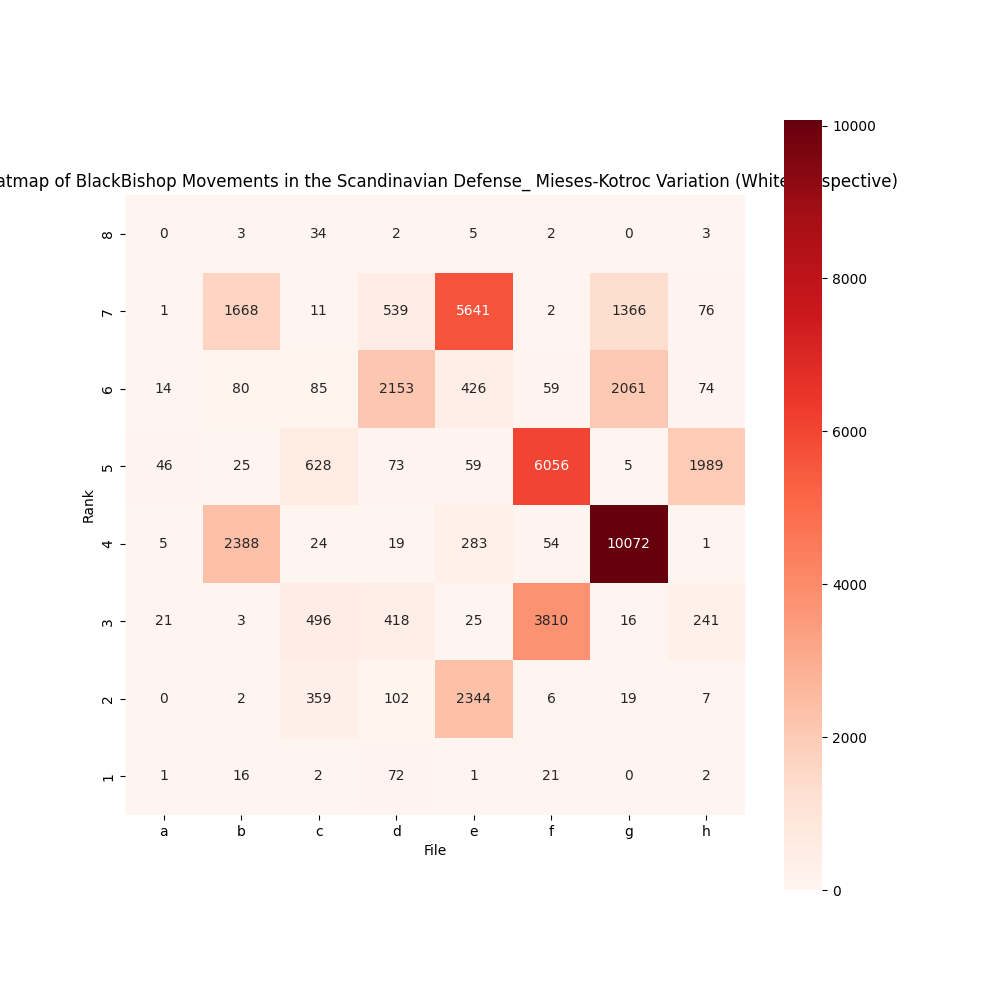 atmap of BlackBishop Movements in the Scandinavian Defense_ Mieses-Kotroc Variation (White spective)
10000
8000
6000
4000
2000
0
Rank
8 0 3 34 2 5 2 0 3
7 1 1668 11 539 5641 2 1366 76
6 14 80 85 2153 426 59 2061 74
5 46 25 628 73 59 6056 5 1989
4 5 2388 24 19 283 54 10072 1
3 21 3 496 418 25 3810 16 241
2 0 2 359 102 2344 6 19 7
1 1 16 2 72 1 21 0 2
a b c d e f g h
File